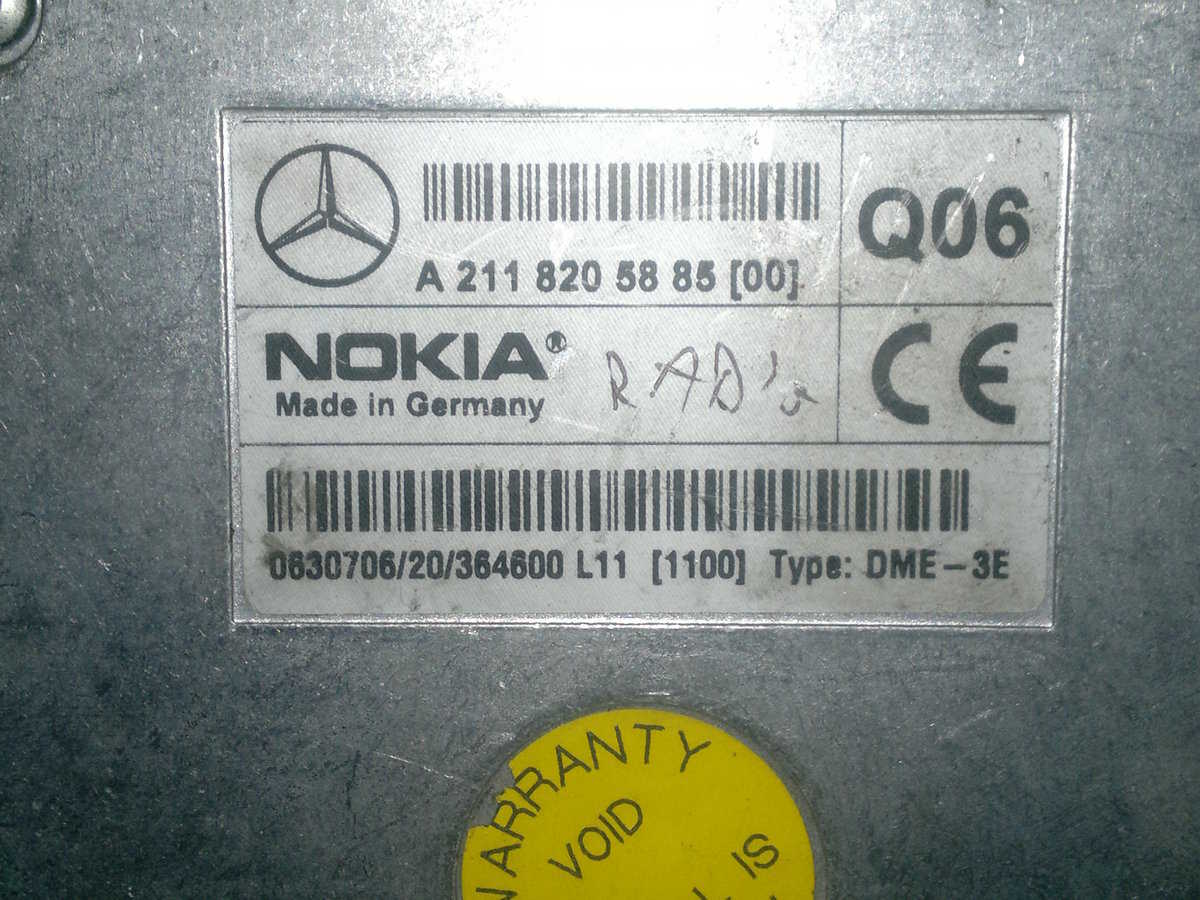 A 211 820 58 85 [00]
Q06
NOKIA®
Made in Germany
CE
0630706/20/364600 L11 [1100] Type: DME-3E
WARRANTY
VOID
IS